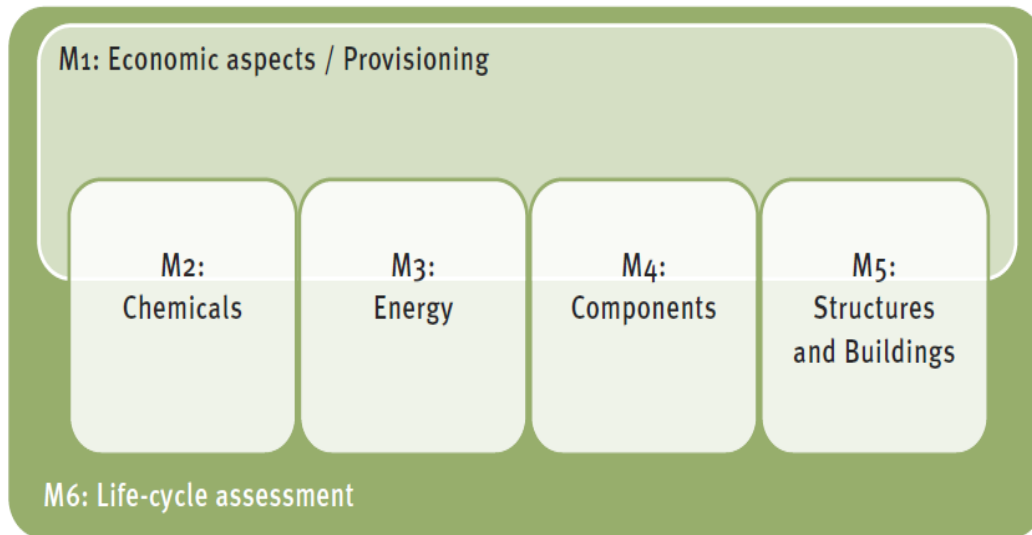 M1: Economic aspects / Provisioning
M2:
Chemicals
M3:
Energy
M4:
Components
M5:
Structures
and Buildings
M6: Life-cycle assessment